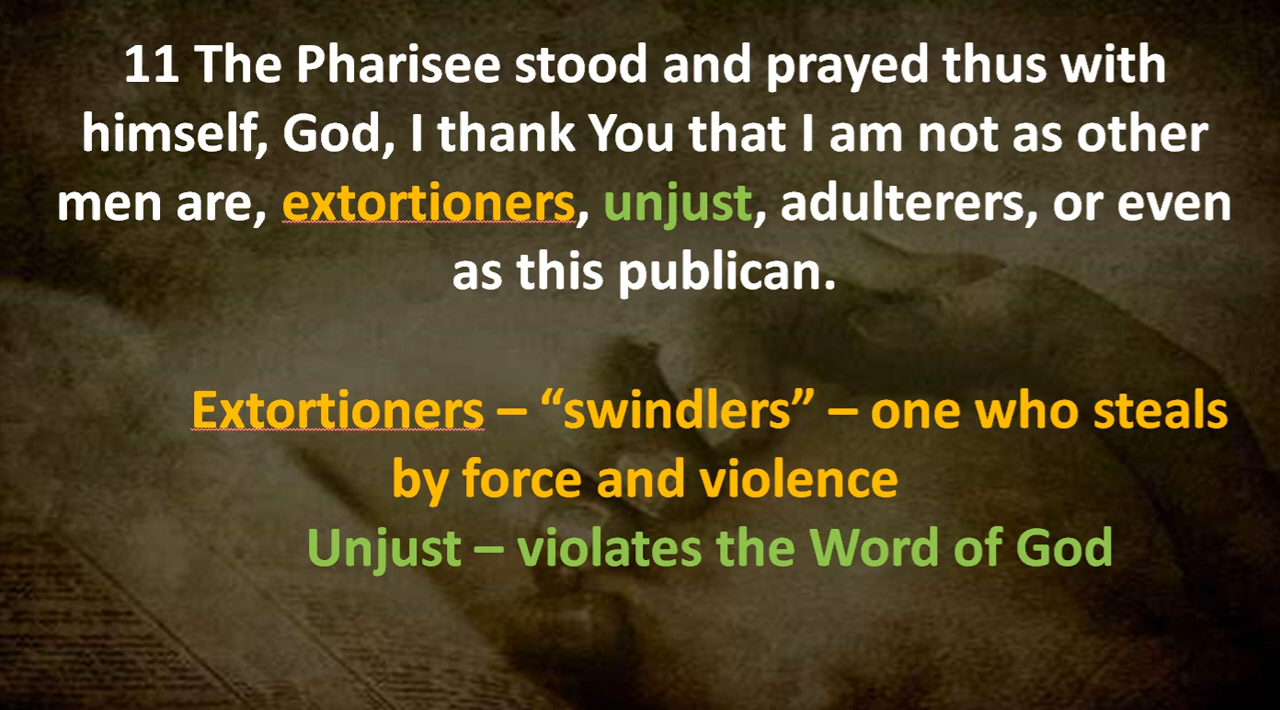 11 The Pharisee stood and prayed thus with
himself, God, I thank You that I am not as other
men are, extortioners, unjust, adulterers, or even
as this publican.
Extortioners – “swindlers” – one who steals
by force and violence
Unjust – violates the Word of God